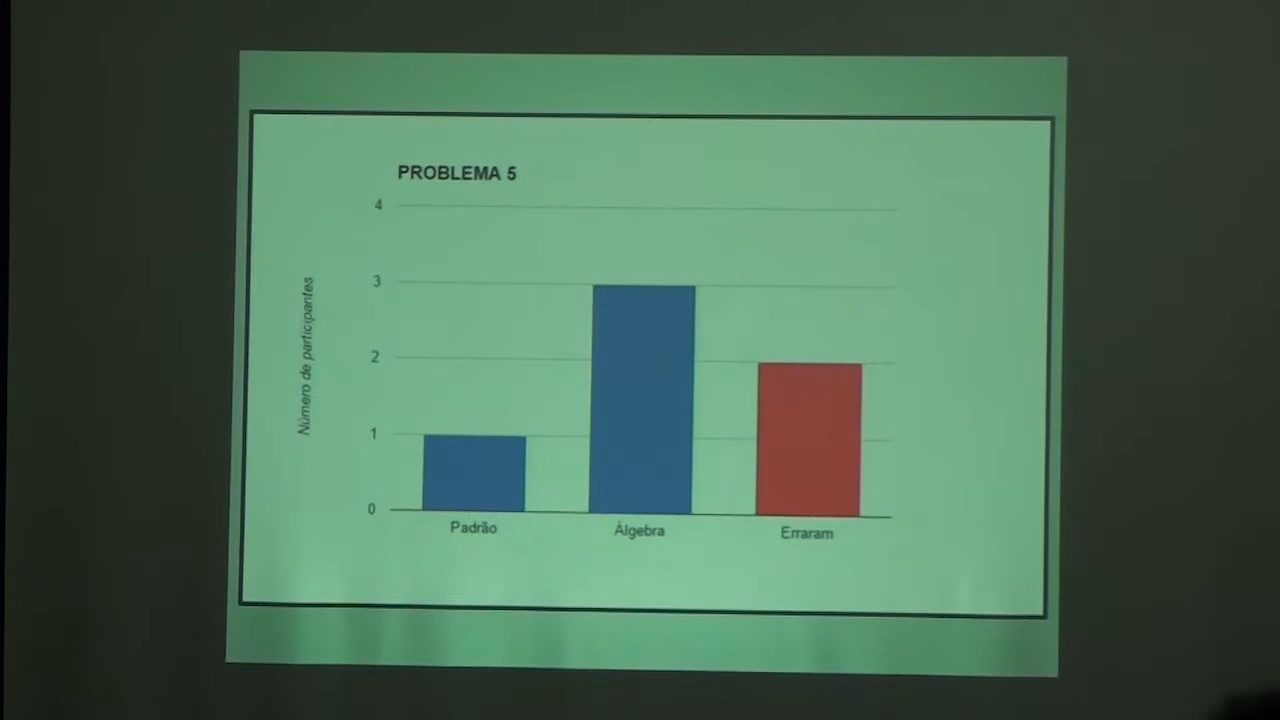 PROBLEMA 5
Número de participantes
4
3
2
1
0
Padrão
Álgebra
Erraram